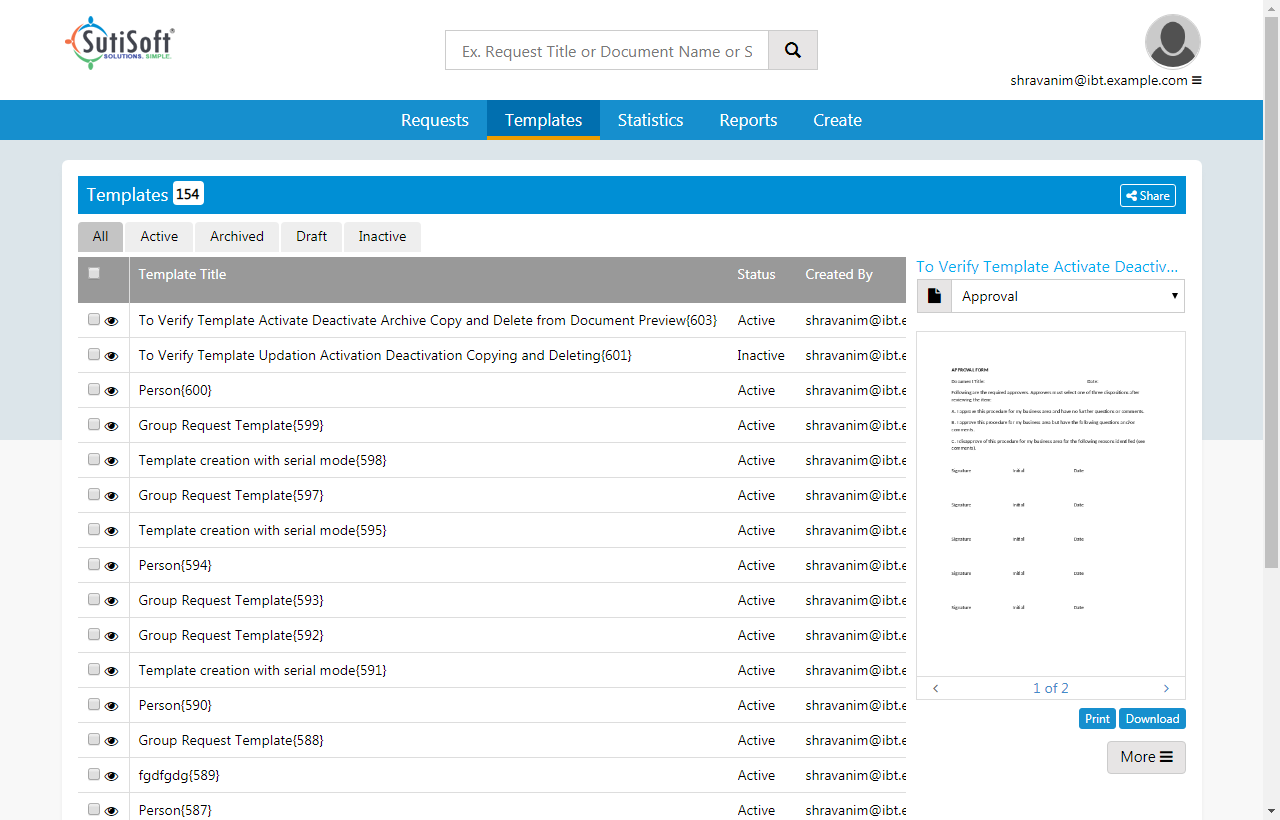 SutiSoft®
SOLUTIONS. SIMPLE.
Ex. Request Title or Document Name or S
shravanim@ibt.example.com
Requests Templates Statistics Reports Create
Templates 154
Share
All Active Archived Draft Inactive
Template Title Status Created By
To Verify Template Activate Deactivate Archive Copy and Delete from Document Preview{603} Active shravanim@ibt.e
To Verify Template Updation Activation Deactivation Copying and Deleting{601} Inactive shravanim@ibt.e
Person{600} Active shravanim@ibt.e
Group Request Template{599} Active shravanim@ibt.e
Template creation with serial mode{598} Active shravanim@ibt.e
Group Request Template{597} Active shravanim@ibt.e
Template creation with serial mode{595} Active shravanim@ibt.e
Person{594} Active shravanim@ibt.e
Group Request Template{593} Active shravanim@ibt.e
Group Request Template{592} Active shravanim@ibt.e
Template creation with serial mode{591} Active shravanim@ibt.e
Person{590} Active shravanim@ibt.e
Group Request Template{588} Active shravanim@ibt.e
fgdfgdg{589} Active shravanim@ibt.e
Person{587} Active shravanim@ibt.e
To Verify Template Activate Deactiv...
Approval
APPROVAL FORM
Document Title: Date:
Following are the required approvers. Approvers must select one of three dispositions after
reviewing the item:
A. I approve this procedure for my business area and have no further questions or comments.
B. I approve this procedure for my business area but have the following questions and/or
comments.
C. I disapprove of this procedure for my business area for the following reasons identified (see
comments).
Signature Initial Date
Signature Initial Date
Signature Initial Date
Signature Initial Date
Signature Initial Date
1 of 2
Print Download
More